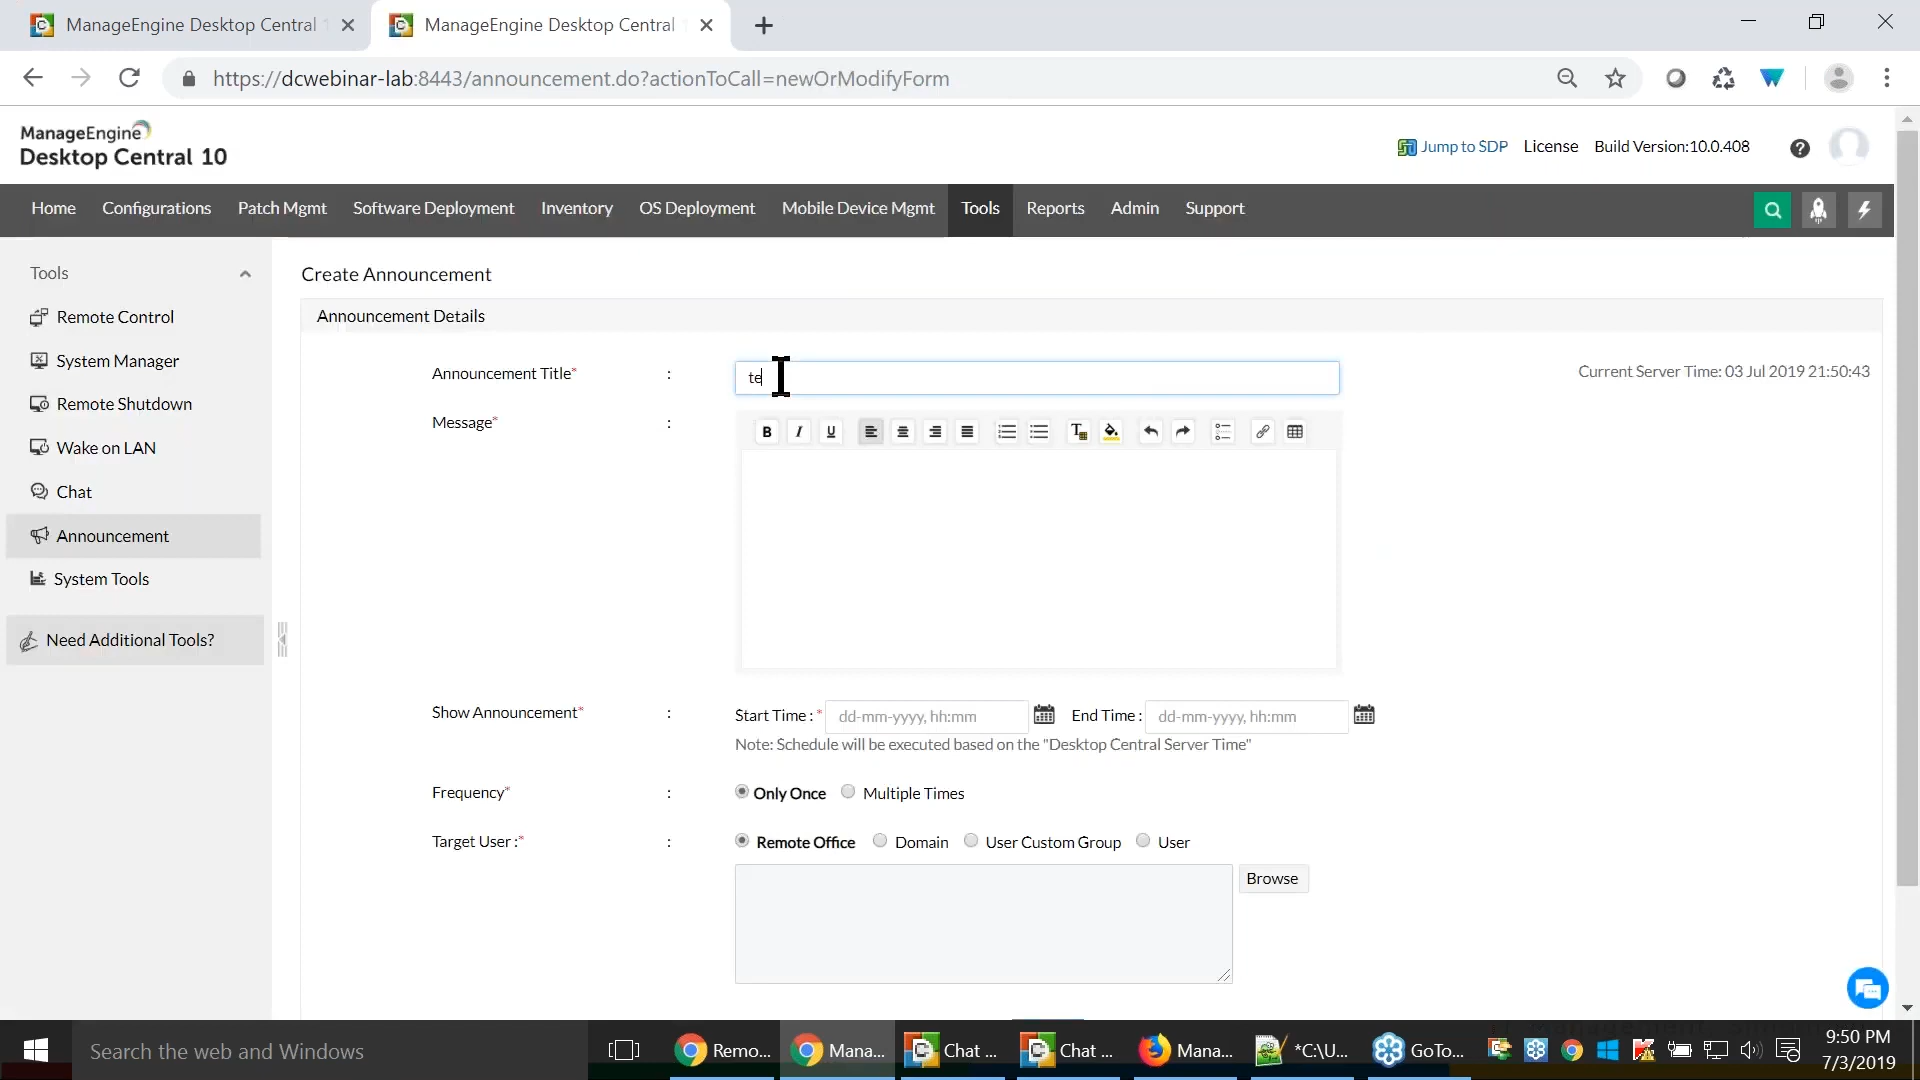 ManageEngine Desktop Central
ManageEngine Desktop Central
https://dcwebinar-lab:8443/announcement.do?actionToCall=newOrModifyForm
ManageEngine
Desktop Central 10
Jump to SDP License Build Version:10.0.408
Home Configurations Patch Mgmt Software Deployment Inventory OS Deployment Mobile Device Mgmt Tools Reports Admin Support
Tools
Remote Control
System Manager
Remote Shutdown
Wake on LAN
Chat
Announcement
System Tools
Need Additional Tools?
Create Announcement
Announcement Details
Announcement Title* : te
Current Server Time: 03 Jul 2019 21:50:43
Message* :
B I U
Show Announcement* : Start Time : * dd-mm-yyyy, hh:mm End Time : dd-mm-yyyy, hh:mm
Note: Schedule will be executed based on the "Desktop Central Server Time"
Frequency* : Only Once Multiple Times
Target User :* : Remote Office Domain User Custom Group User
Browse
Search the web and Windows
Remo... Mana... Chat ... Chat ... Mana... *C:\U... GoTo...
9:50 PM
7/3/2019